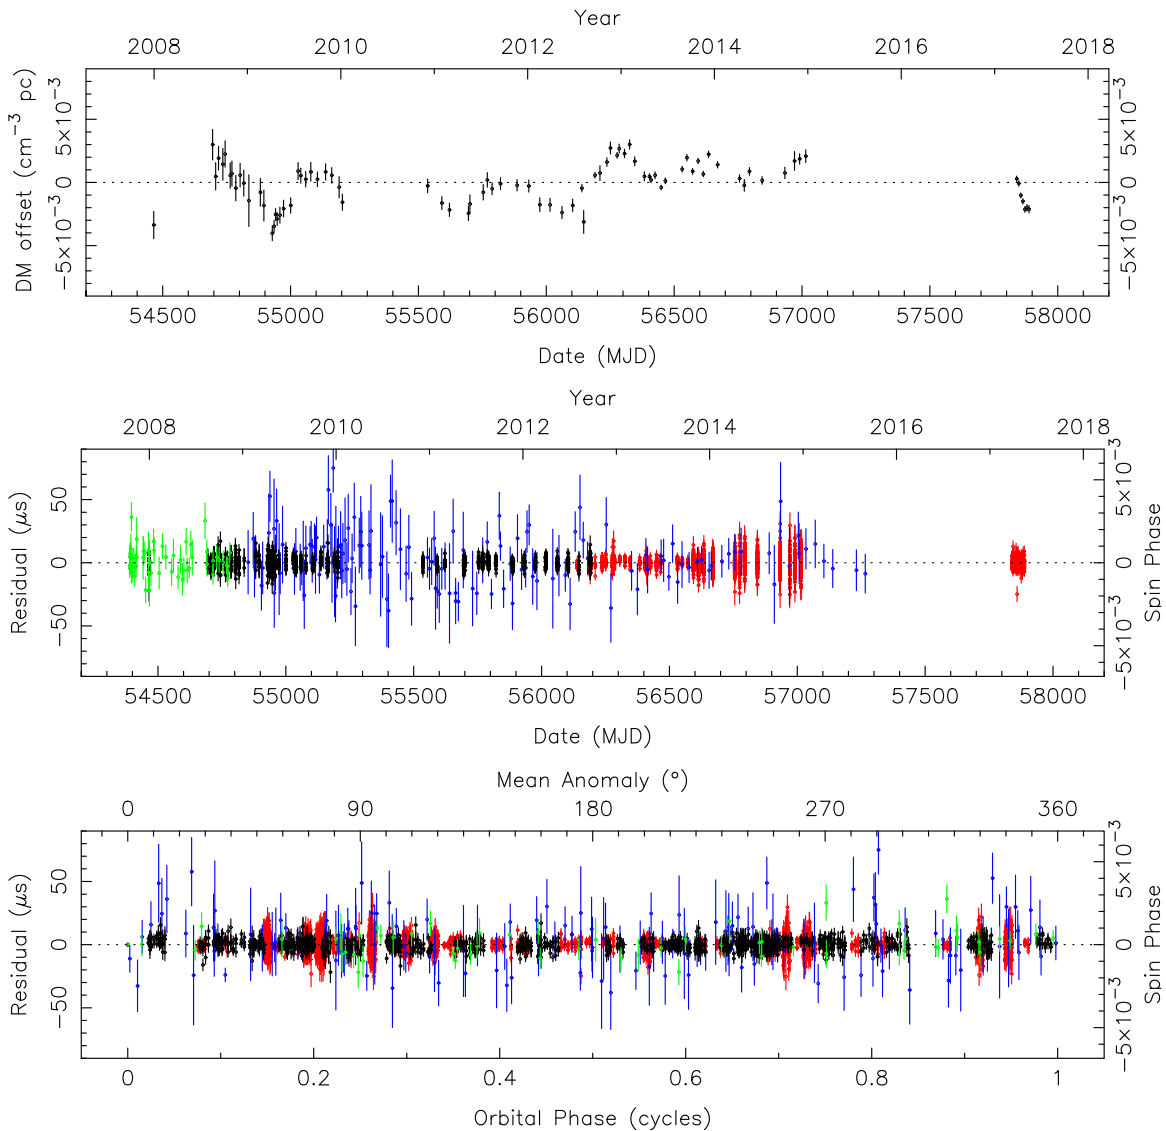 Year
2008 2010 2012 2014 2016 2018
DM offset (cm⁻³ pc)
−5×10⁻³ 0 5×10⁻³
−5×10⁻³ 0 5×10⁻³
54500 55000 55500 56000 56500 57000 57500 58000
Date (MJD)
Year
2008 2010 2012 2014 2016 2018
Residual (μs)
−50 0 50
−5×10⁻³ 0 5×10⁻³
Spin Phase
54500 55000 55500 56000 56500 57000 57500 58000
Date (MJD)
Mean Anomaly (°)
0 90 180 270 360
Residual (μs)
−50 0 50
−5×10⁻³ 0 5×10⁻³
Spin Phase
0 0.2 0.4 0.6 0.8 1
Orbital Phase (cycles)